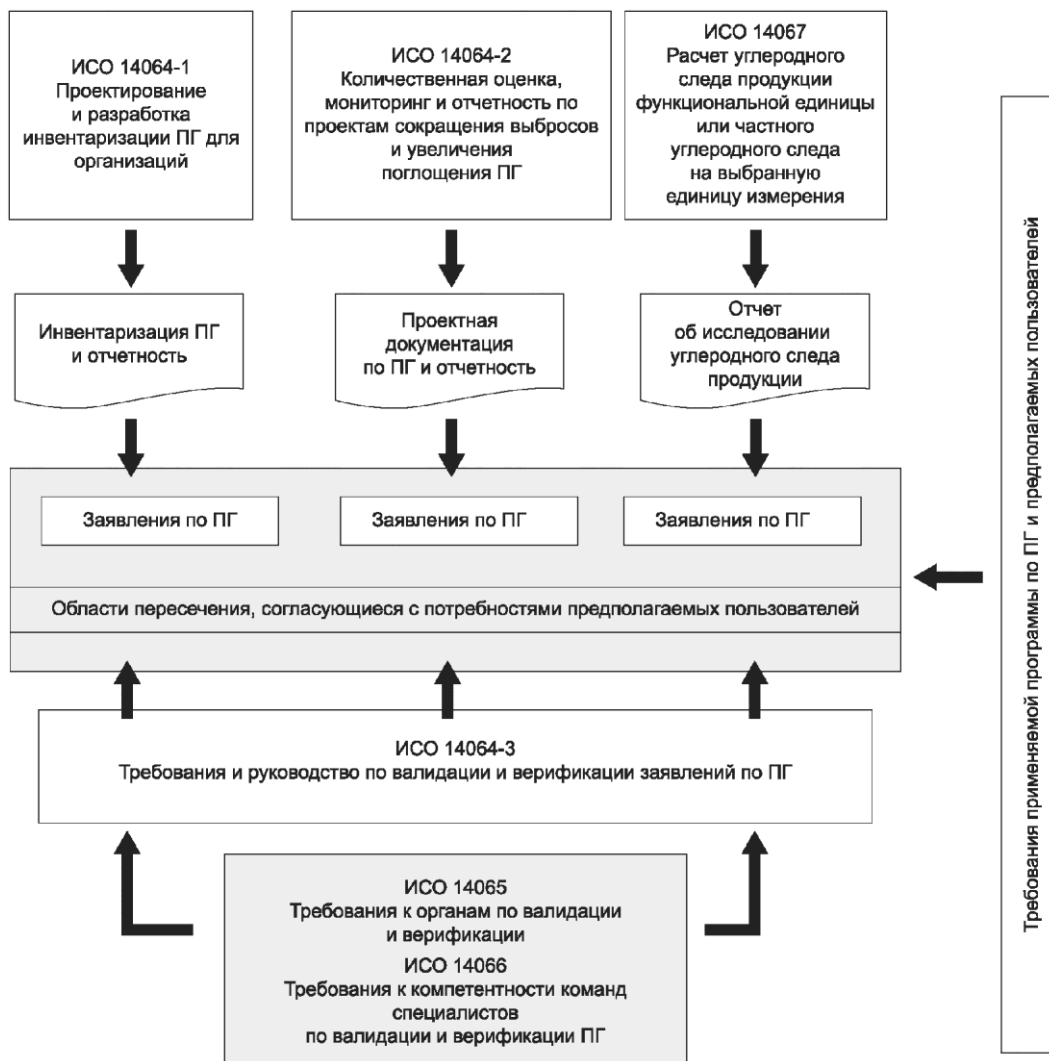 ИСО 14064-1
Проектирование
и разработка
инвентаризации ПГ для
организаций
ИСО 14064-2
Количественная оценка,
мониторинг и отчетность по
проектам сокращения выбросов
и увеличения
поглощения ПГ
ИСО 14067
Расчет углеродного
следа продукции
функциональной единицы
или частного
углеродного следа
на выбранную
единицу измерения
Инвентаризация ПГ
и отчетность
Проектная
документация
по ПГ и отчетность
Отчет
об исследовании
углеродного следа
продукции
Заявления по ПГ
Заявления по ПГ
Заявления по ПГ
Области пересечения, согласующиеся с потребностями предполагаемых пользователей
ИСО 14064-3
Требования и руководство по валидации и верификации заявлений по ПГ
ИСО 14065
Требования к органам по валидации
и верификации
ИСО 14066
Требования к компетентности команд
специалистов
по валидации и верификации ПГ
Требования применяемой программы по ПГ и предполагаемых пользователей